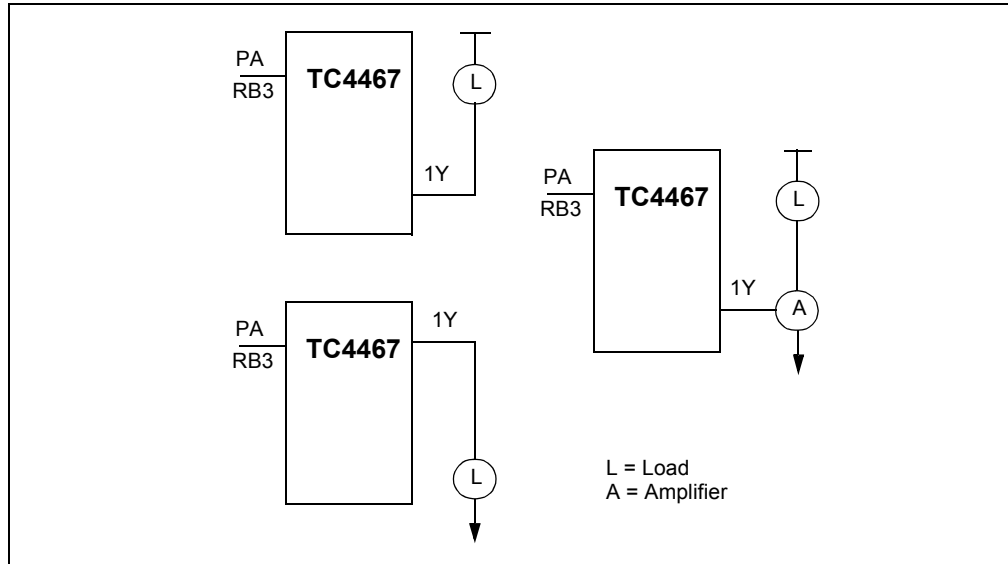 PA
RB3
TC4467
L
1Y
PA
RB3
TC4467
L
1Y
A
PA
RB3
TC4467
1Y
L
L = Load
A = Amplifier